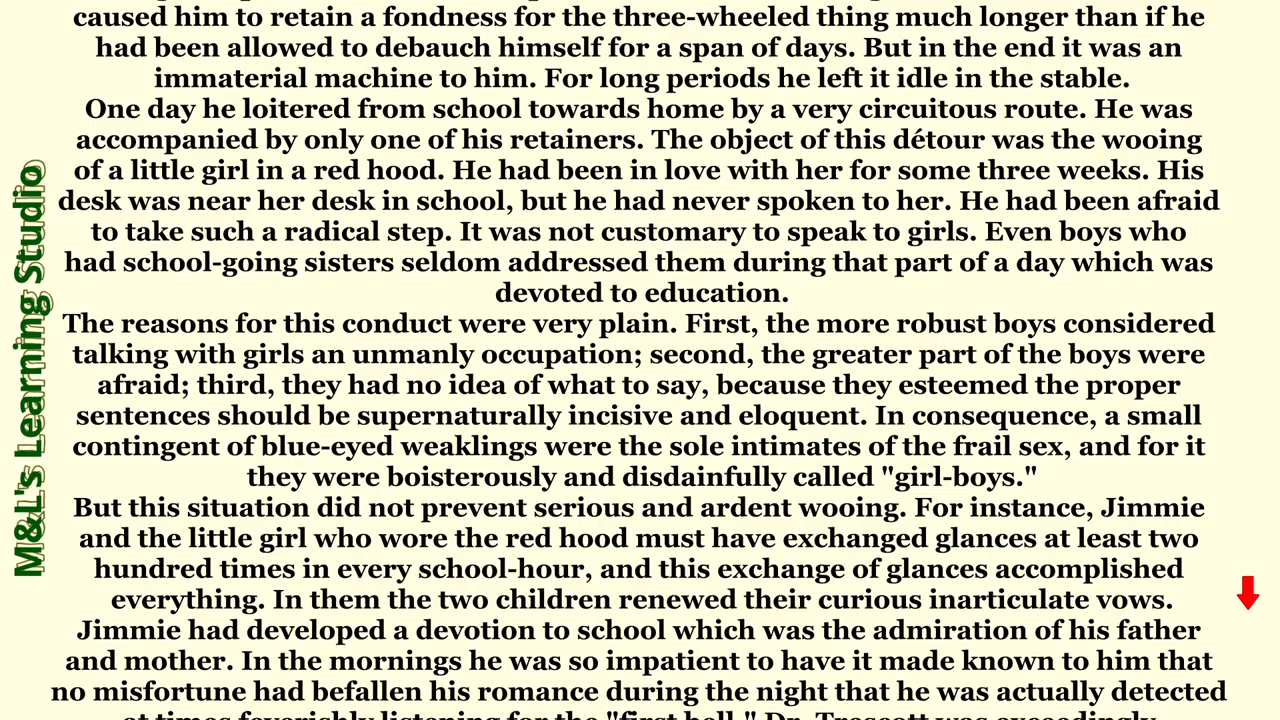 caused him to retain a fondness for the three-wheeled thing much longer than if he
had been allowed to debauch himself for a span of days. But in the end it was an
immaterial machine to him. For long periods he left it idle in the stable.
One day he loitered from school towards home by a very circuitous route. He was
accompanied by only one of his retainers. The object of this détour was the wooing
of a little girl in a red hood. He had been in love with her for some three weeks. His
desk was near her desk in school, but he had never spoken to her. He had been afraid
to take such a radical step. It was not customary to speak to girls. Even boys who
had school-going sisters seldom addressed them during that part of a day which was
devoted to education.
The reasons for this conduct were very plain. First, the more robust boys considered
talking with girls an unmanly occupation; second, the greater part of the boys were
afraid; third, they had no idea of what to say, because they esteemed the proper
sentences should be supernaturally incisive and eloquent. In consequence, a small
contingent of blue-eyed weaklings were the sole intimates of the frail sex, and for it
they were boisterously and disdainfully called "girl-boys."
But this situation did not prevent serious and ardent wooing. For instance, Jimmie
and the little girl who wore the red hood must have exchanged glances at least two
hundred times in every school-hour, and this exchange of glances accomplished
everything. In them the two children renewed their curious inarticulate vows.
Jimmie had developed a devotion to school which was the admiration of his father
and mother. In the mornings he was so impatient to have it made known to him that
no misfortune had befallen his romance during the night that he was actually detected
at times feverishly listening for the "first bell." Dr. Trescott was exceedingly
M&L's Learning Studio